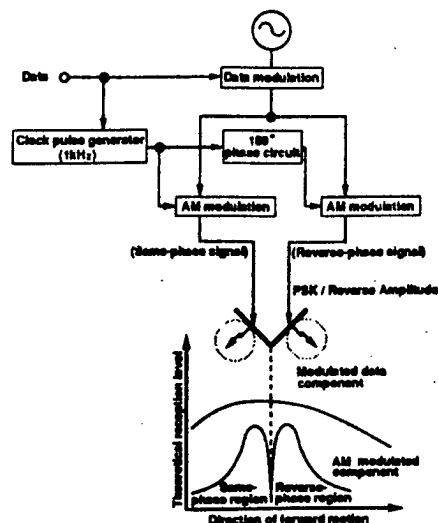 Data
Data modulation
Clock pulse generator
(1kHz)
180°
phase circuit
AM modulation
AM modulation
(Same-phase signal)
(Reverse-phase signal)
PSK / Reverse Amplitude
Modulated data
component
Theoretical reception level
AM modulated
component
Same-
phase region
Reverse-
phase region
Direction of forward motion